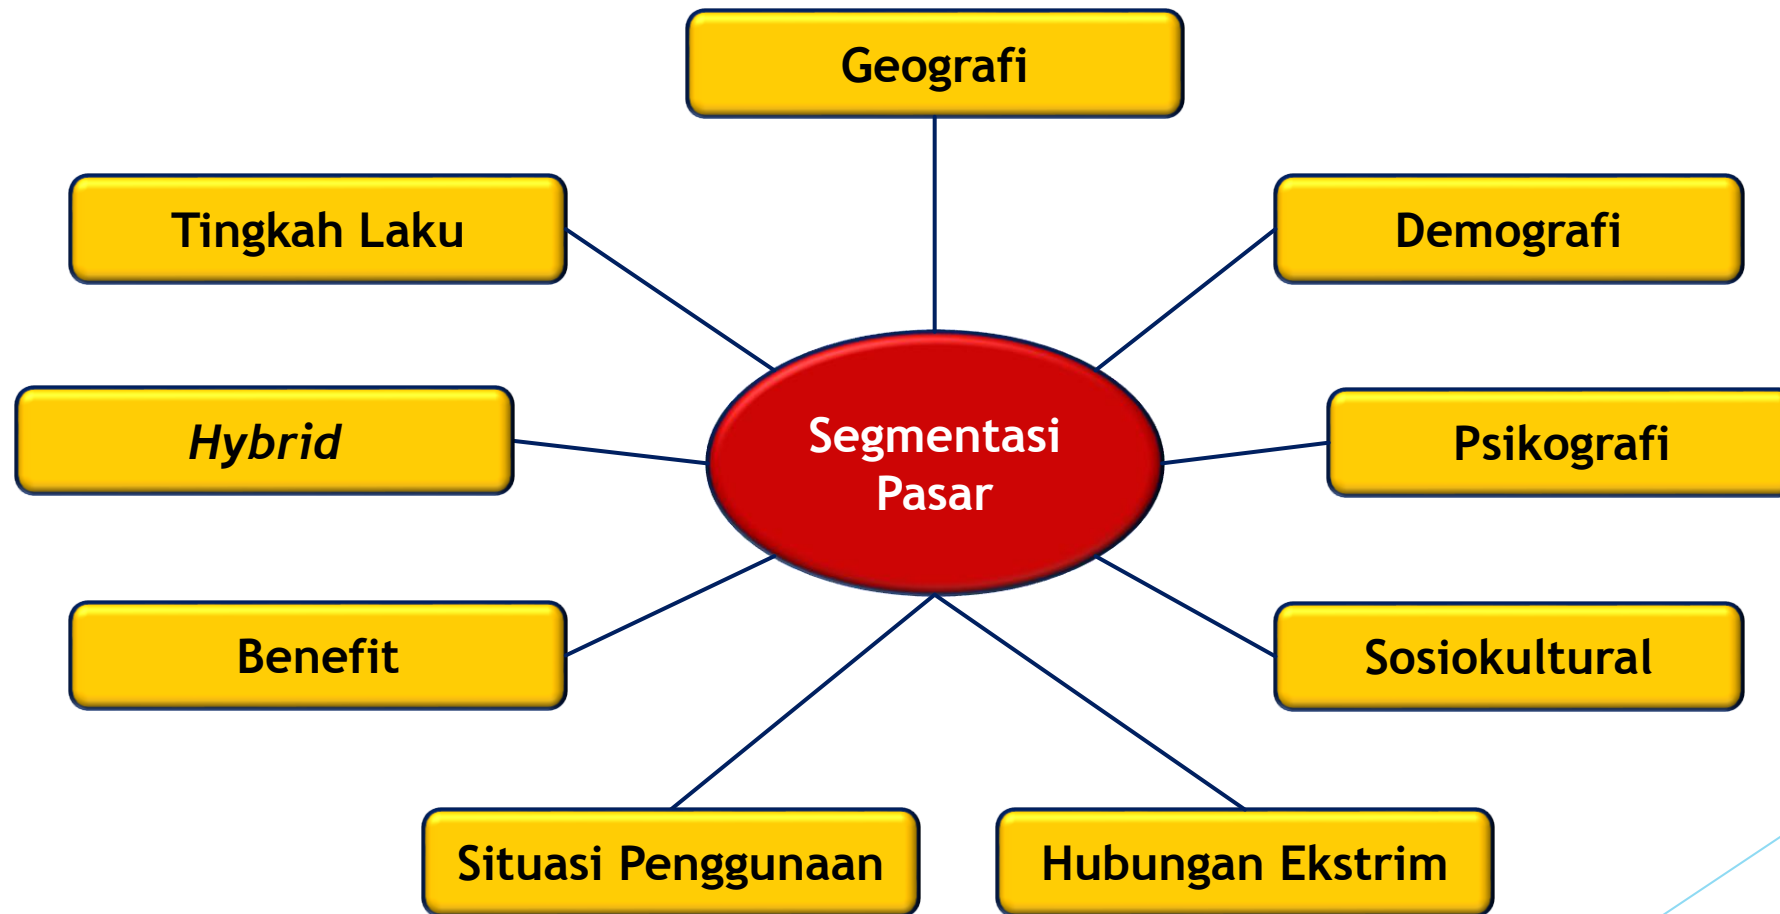 Geografi
Tingkah Laku
Demografi
Hybrid
Segmentasi
Pasar
Psikografi
Benefit
Sosiokultural
Situasi Penggunaan
Hubungan Ekstrim